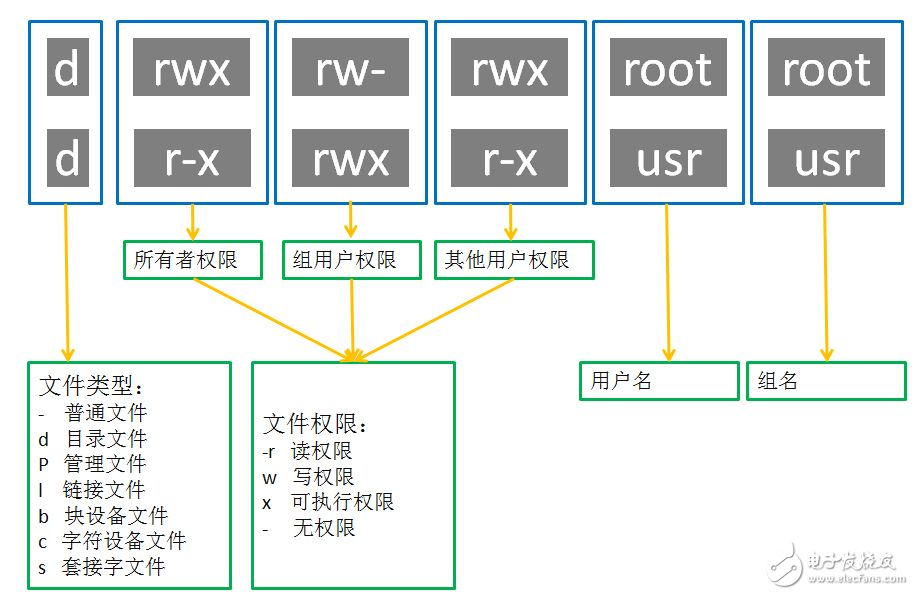 d rwx rw- rwx root root
d r-x rwx r-x usr usr
所有者权限 组用户权限 其他用户权限
文件类型：
- 普通文件
d 目录文件
P 管理文件
l 链接文件
b 块设备文件
c 字符设备文件
s 套接字文件
文件权限：
-r 读权限
w 写权限
x 可执行权限
- 无权限
用户名
组名
电子发烧友
www.elecfans.com